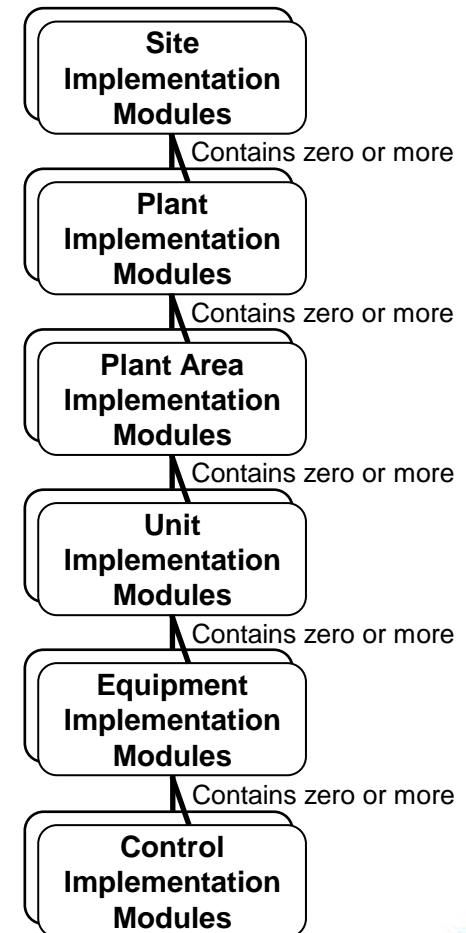 Site
Implementation
Modules
Contains zero or more
Plant
Implementation
Modules
Contains zero or more
Plant Area
Implementation
Modules
Contains zero or more
Unit
Implementation
Modules
Contains zero or more
Equipment
Implementation
Modules
Contains zero or more
Control
Implementation
Modules